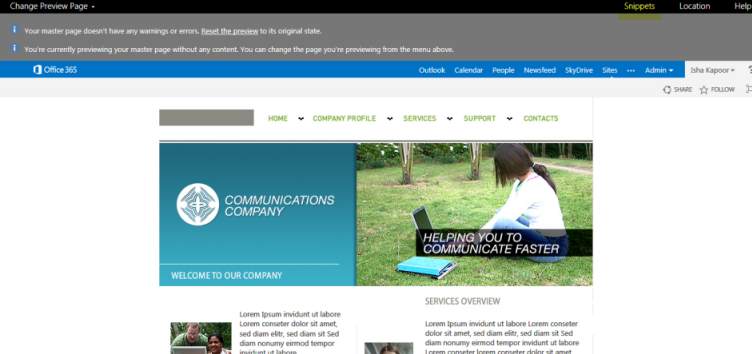 Change Preview Page
Snippets Location Help
Your master page doesn't have any warnings or errors. Reset the preview to its original state.
You're currently previewing your master page without any content. You can change the page you're previewing from the menu above.
Office 365
Outlook Calendar People Newsfeed SkyDrive Sites ••• Admin Isha Kapoor ?
SHARE FOLLOW
HOME COMPANY PROFILE SERVICES SUPPORT CONTACTS
COMMUNICATIONS
COMPANY
HELPING YOU TO
COMMUNICATE FASTER
WELCOME TO OUR COMPANY
SERVICES OVERVIEW
Lorem Ipsum invidunt ut labore
Lorem conseter dolor sit amet,
sed diam elitr, sed diam sit Sed
diam nonumy eirmod tempor
invidunt ut labore
Lorem Ipsum invidunt ut labore Lorem conseter
dolor sit amet, sed diam elitr, sed diam sit Sed
diam nonumy eirmod tempor invidunt ut labore
Lorem conseter lorem conseter dolor sit amet